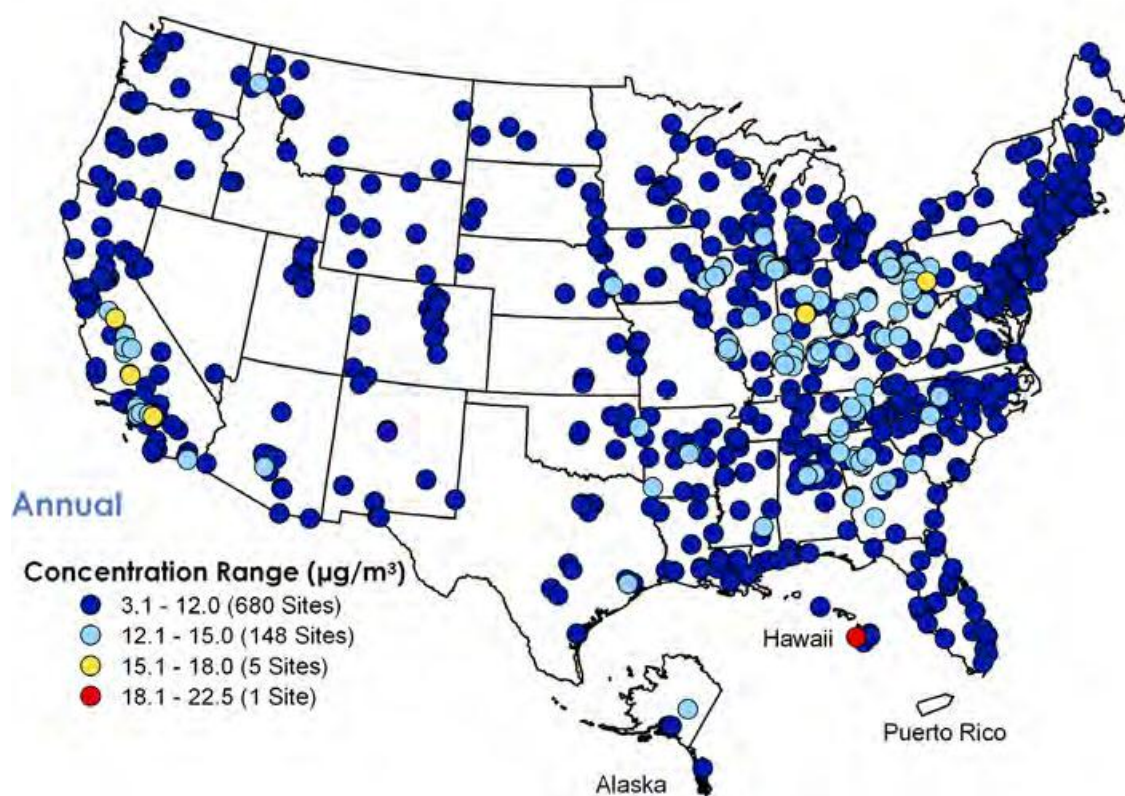 Annual
Concentration Range (µg/m³)
3.1 - 12.0 (680 Sites)
12.1 - 15.0 (148 Sites)
15.1 - 18.0 (5 Sites)
18.1 - 22.5 (1 Site)
Hawaii
Puerto Rico
Alaska